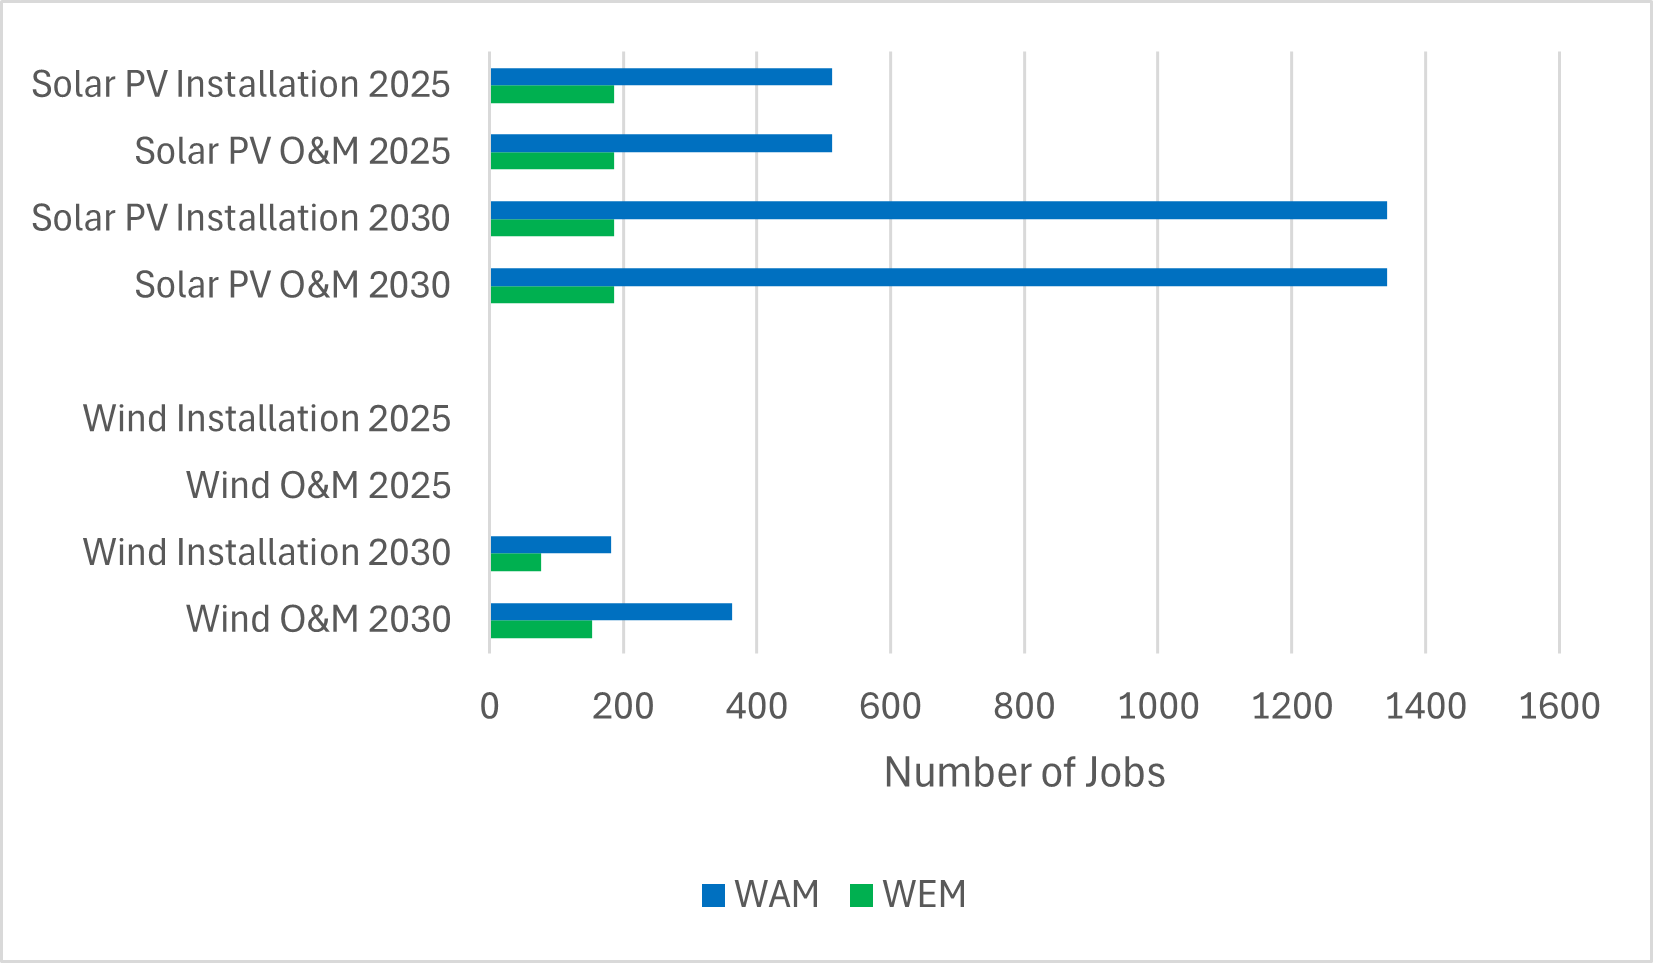 Solar PV Installation 2025
Solar PV O&M 2025
Solar PV Installation 2030
Solar PV O&M 2030
Wind Installation 2025
Wind O&M 2025
Wind Installation 2030
Wind O&M 2030
0 200 400 600 800 1000 1200 1400 1600
Number of Jobs
WAM WEM